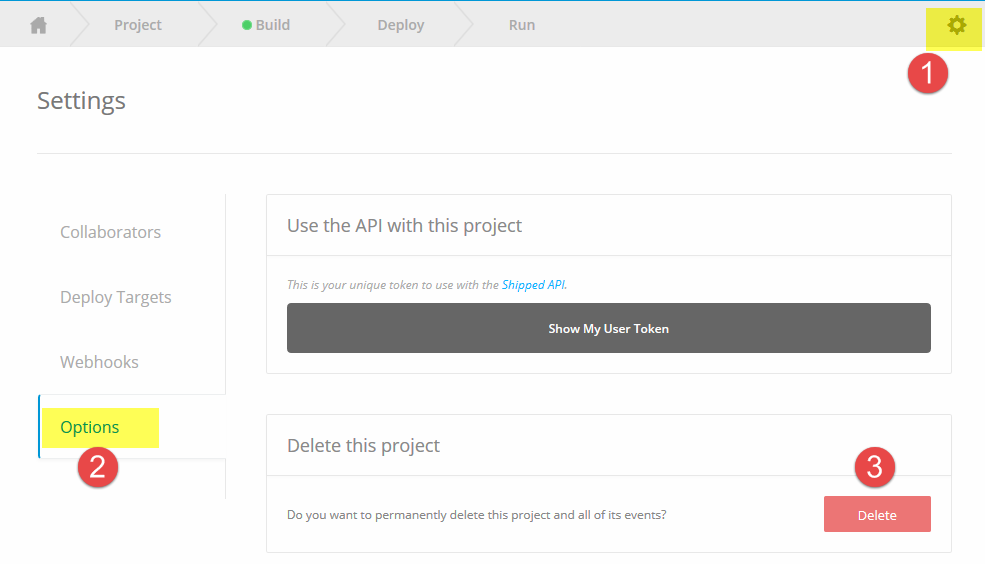 Project
Build
Deploy
Run
1
Settings
Collaborators
Deploy Targets
Webhooks
Options
2
Use the API with this project
This is your unique token to use with the Shipped API.
Show My User Token
Delete this project
3
Do you want to permanently delete this project and all of its events?
Delete